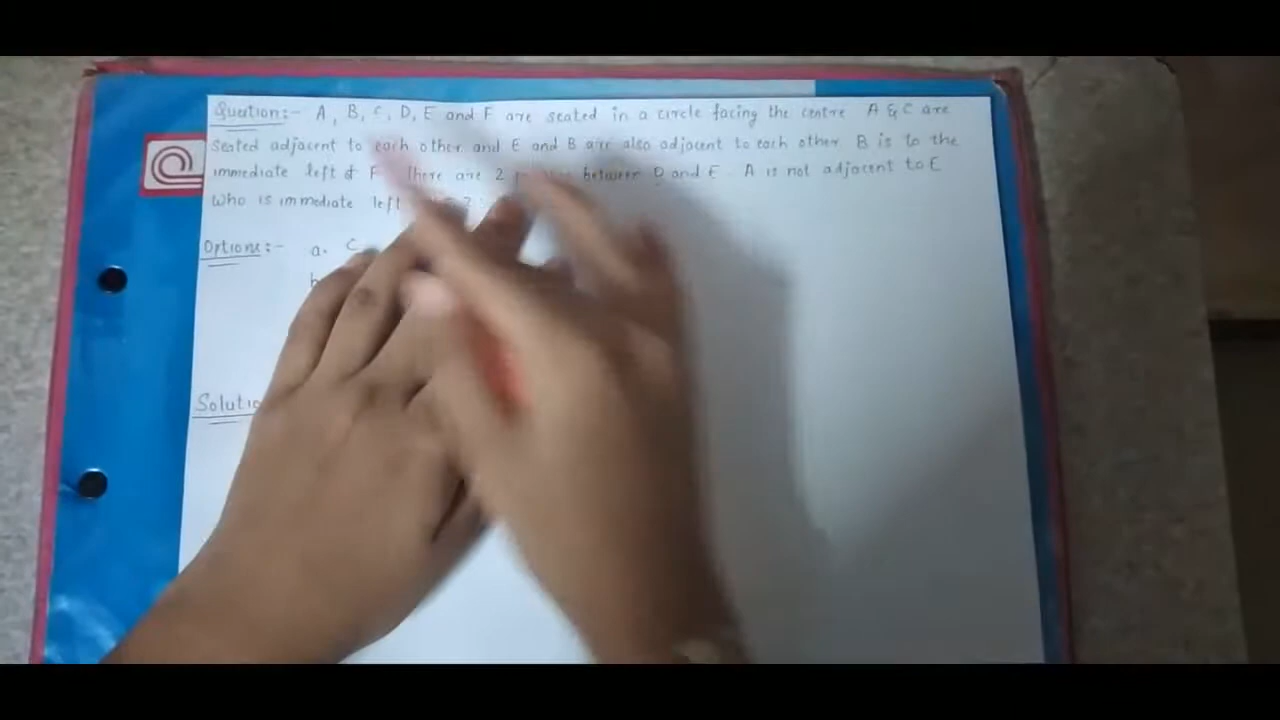 Question:- A, B, C, D, E and F are seated in a circle facing the centre A & C are
seated adjacent to each other and E and B are also adjacent to each other B is to the
immediate left of F. There are 2 between D and E. A is not adjacent to E
Who is immediate left ?
Options:- a. C
b
Solutio